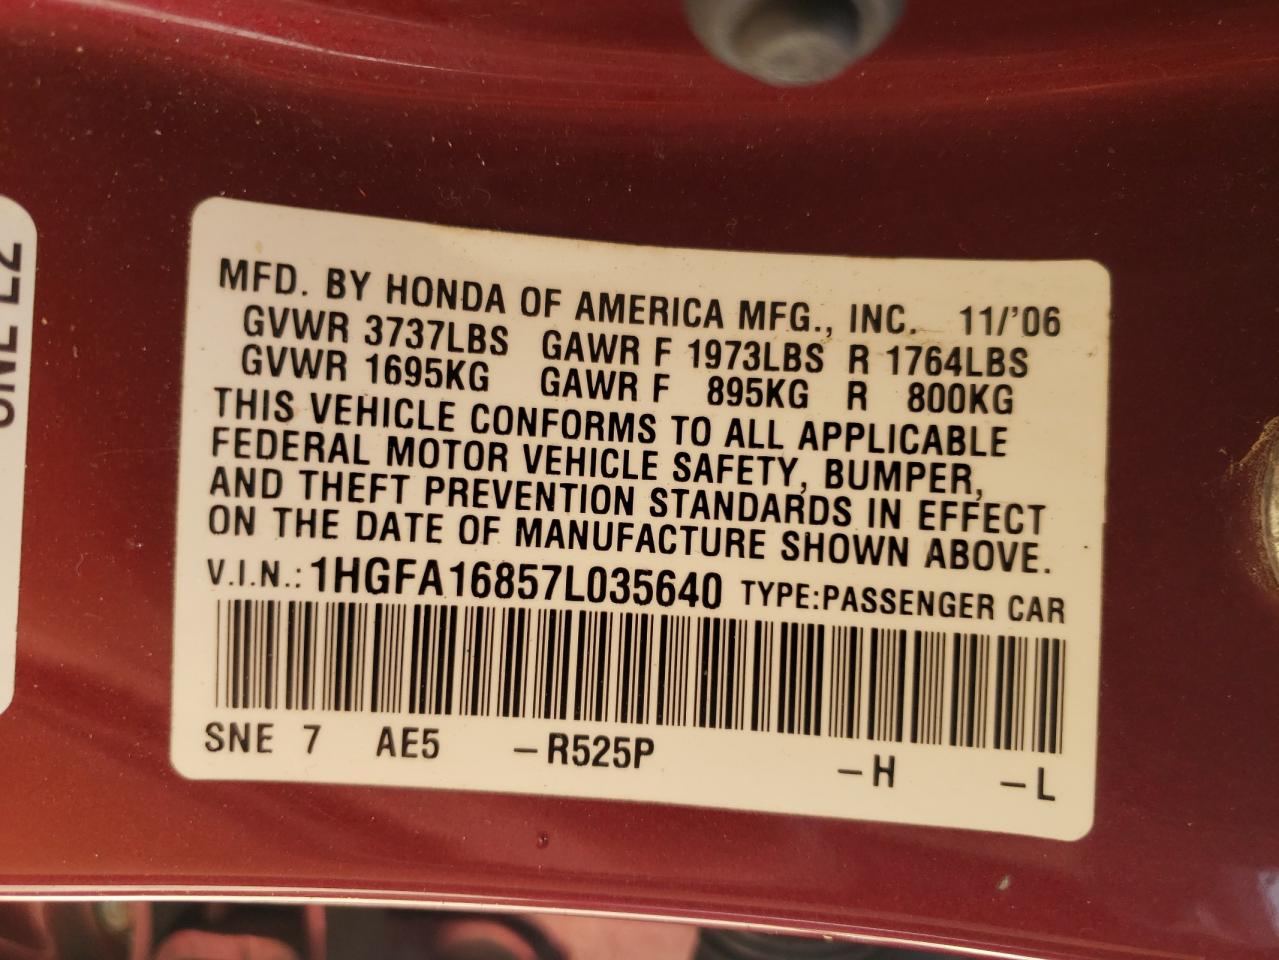 MFD. BY HONDA OF AMERICA MFG., INC. 11/'06
GVWR 3737LBS GAWR F 1973LBS R 1764LBS
GVWR 1695KG GAWR F 895KG R 800KG
THIS VEHICLE CONFORMS TO ALL APPLICABLE
FEDERAL MOTOR VEHICLE SAFETY, BUMPER,
AND THEFT PREVENTION STANDARDS IN EFFECT
ON THE DATE OF MANUFACTURE SHOWN ABOVE.
V.I.N.: 1HGFA16857L035640 TYPE:PASSENGER CAR
SNE 7 AE5 –R525P –H –L